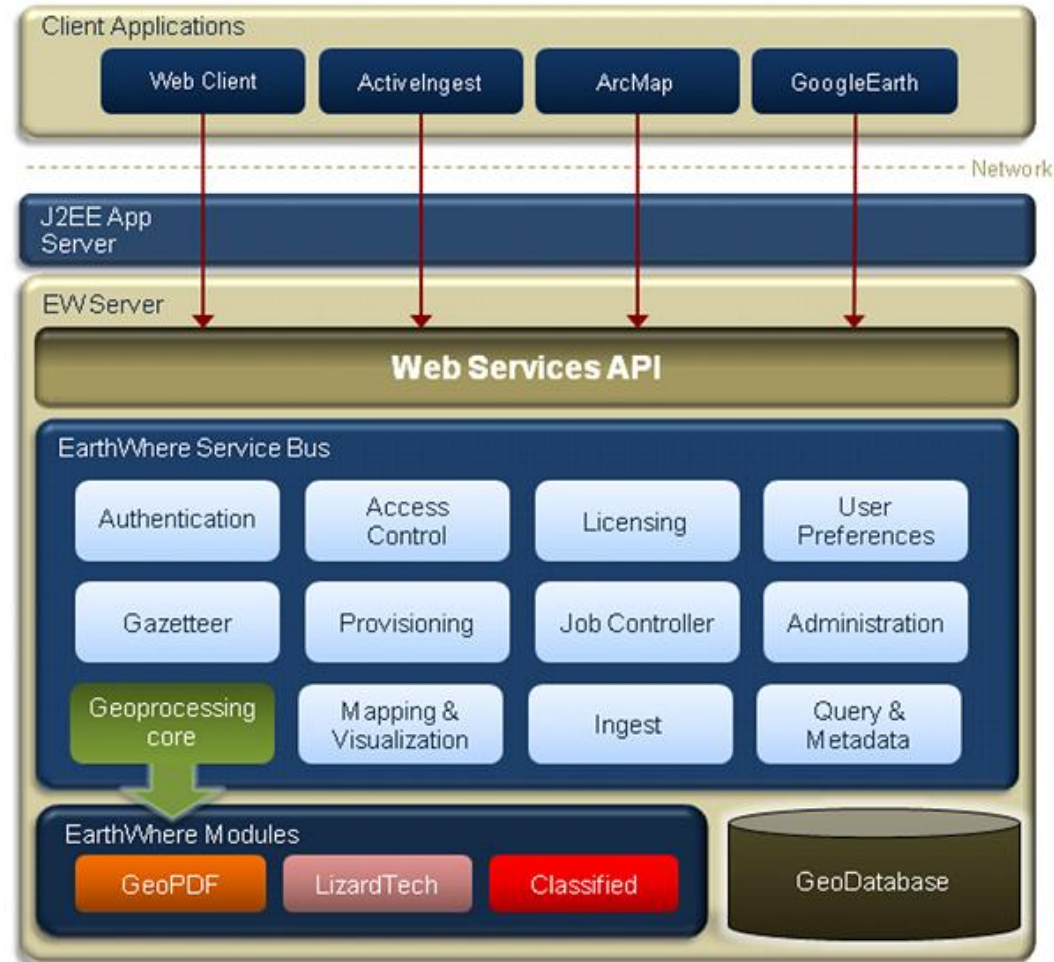 Client Applications
Web Client
ActiveIngest
ArcMap
GoogleEarth
Network
J2EE App
Server
EW Server
Web Services API
EarthWhere Service Bus
Authentication
Access
Control
Licensing
User
Preferences
Gazetteer
Provisioning
Job Controller
Administration
Geoprocessing
core
Mapping &
Visualization
Ingest
Query &
Metadata
EarthWhere Modules
GeoPDF
LizardTech
Classified
GeoDatabase